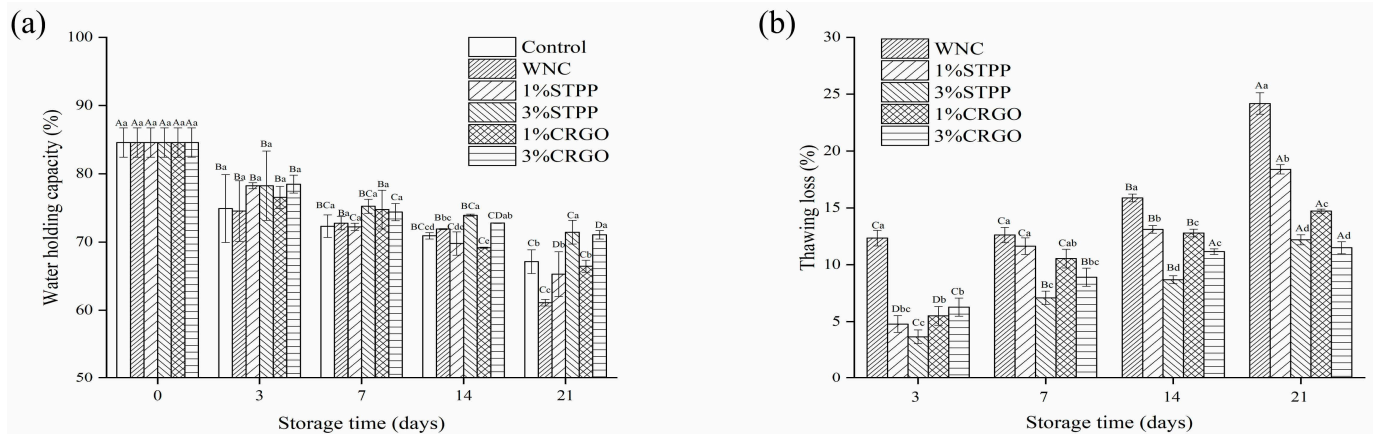 (a)
100
90
80
70
60
50
Water holding capacity (%)
Control
WNC
1%STPP
3%STPP
1%CRGO
3%CRGO
Aa Aa Aa Aa Aa Aa
Ba Ba Ba Ba Ba Ba
BCa Ba Ca BCa Ba Ca
BCcd Bbc Cdc BCa Cc CDab
Cb Cc Db Ca Cb Da
0 3 7 14 21
Storage time (days)
(b)
30
25
20
15
10
5
0
Thawing loss (%)
WNC
1%STPP
3%STPP
1%CRGO
3%CRGO
Ca Dbc Cc Db Cb
Ca Ca Bc Cab Bbc
Ba Bb Bd Bc Ac
Aa Ab Ad Ac Ad
3 7 14 21
Storage time (days)